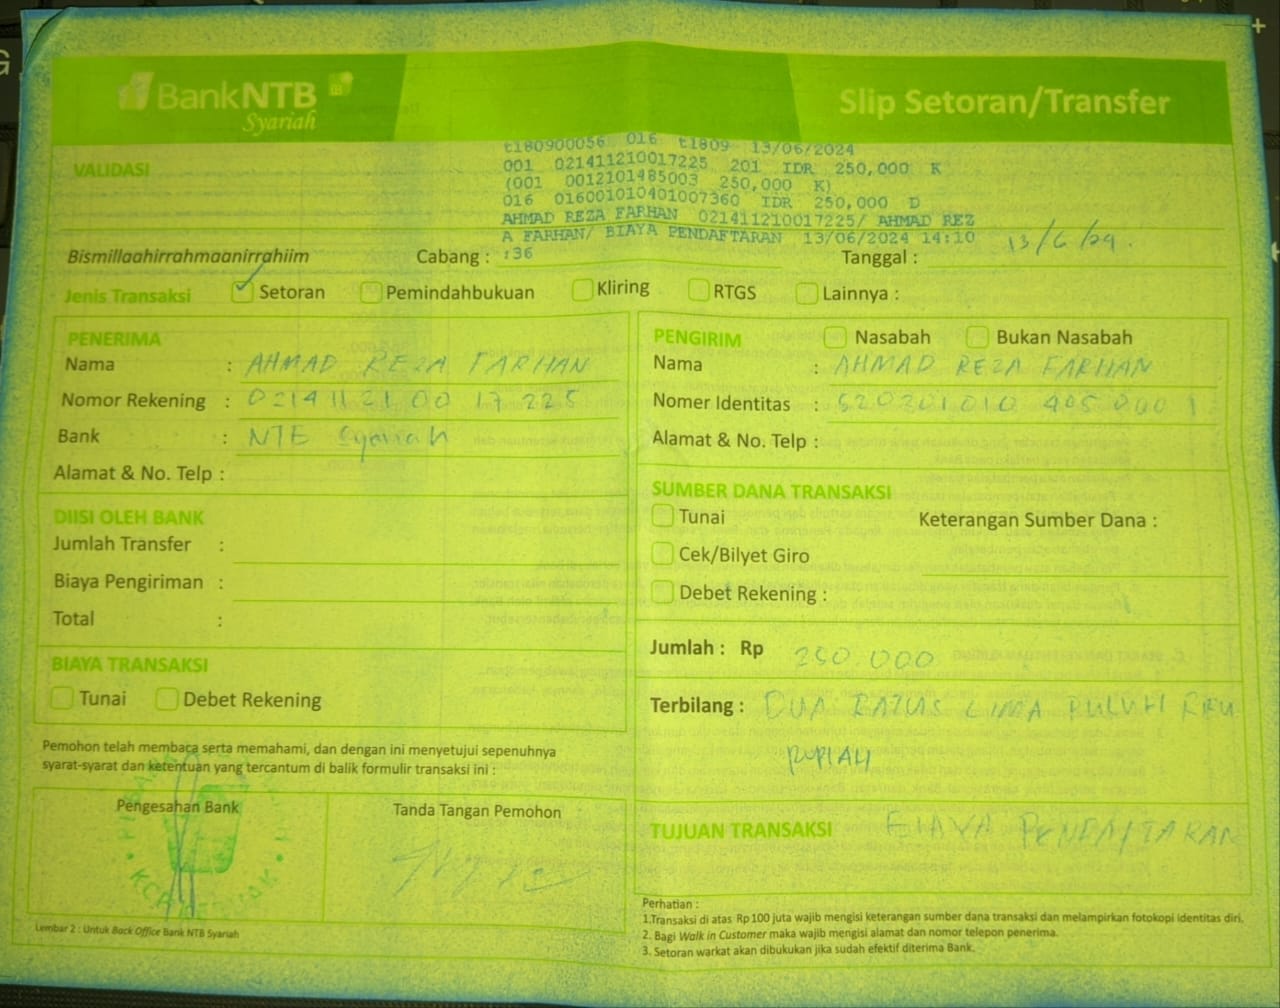 BankNTB
Syariah
Slip Setoran/Transfer
VALIDASI
t180900056 016 t1809 13/06/2024
001 021411210017225 201 IDR 250,000 K
(001 0012101485003 250,000 K)
016 016001010401007360 IDR 250,000 D
AHMAD REZA FARHAN 021411210017225/ AHMAD REZ
A FARHAN/ BIAYA PENDAFTARAN 13/06/2024 14:10
:36
Bismillaahirrahmaanirrahiim
Cabang :
Tanggal : 13/6/24.
Jenis Transaksi Setoran Pemindahbukuan Kliring RTGS Lainnya :
PENERIMA
Nama : AHMAD REZA FARHAN
Nomor Rekening : 021411 21 00 17 225
Bank : NTB Syariah
Alamat & No. Telp :
DIISI OLEH BANK
Jumlah Transfer :
Biaya Pengiriman :
Total :
BIAYA TRANSAKSI
Tunai Debet Rekening
Pemohon telah membaca serta memahami, dan dengan ini menyetujui sepenuhnya
syarat-syarat dan ketentuan yang tercantum di balik formulir transaksi ini :
Pengesahan Bank
Tanda Tangan Pemohon
Lembar 2 : Untuk Back Office Bank NTB Syariah
PENGIRIM Nasabah Bukan Nasabah
Nama : AHMAD REZA FARHAN
Nomer Identitas : 520201010 405 000 1
Alamat & No. Telp :
SUMBER DANA TRANSAKSI
Tunai Keterangan Sumber Dana :
Cek/Bilyet Giro
Debet Rekening :
Jumlah : Rp 250.000
Terbilang : DUA RATUS LIMA PULUH RIBU
RUPIAH
TUJUAN TRANSAKSI BIAYA PENDAFTARAN
Perhatian :
1.Transaksi di atas Rp100 juta wajib mengisi keterangan sumber dana transaksi dan melampirkan fotokopi identitas diri.
2. Bagi Walk in Customer maka wajib mengisi alamat dan nomor telepon penerima.
3. Setoran warkat akan dibukukan jika sudah efektif diterima Bank.